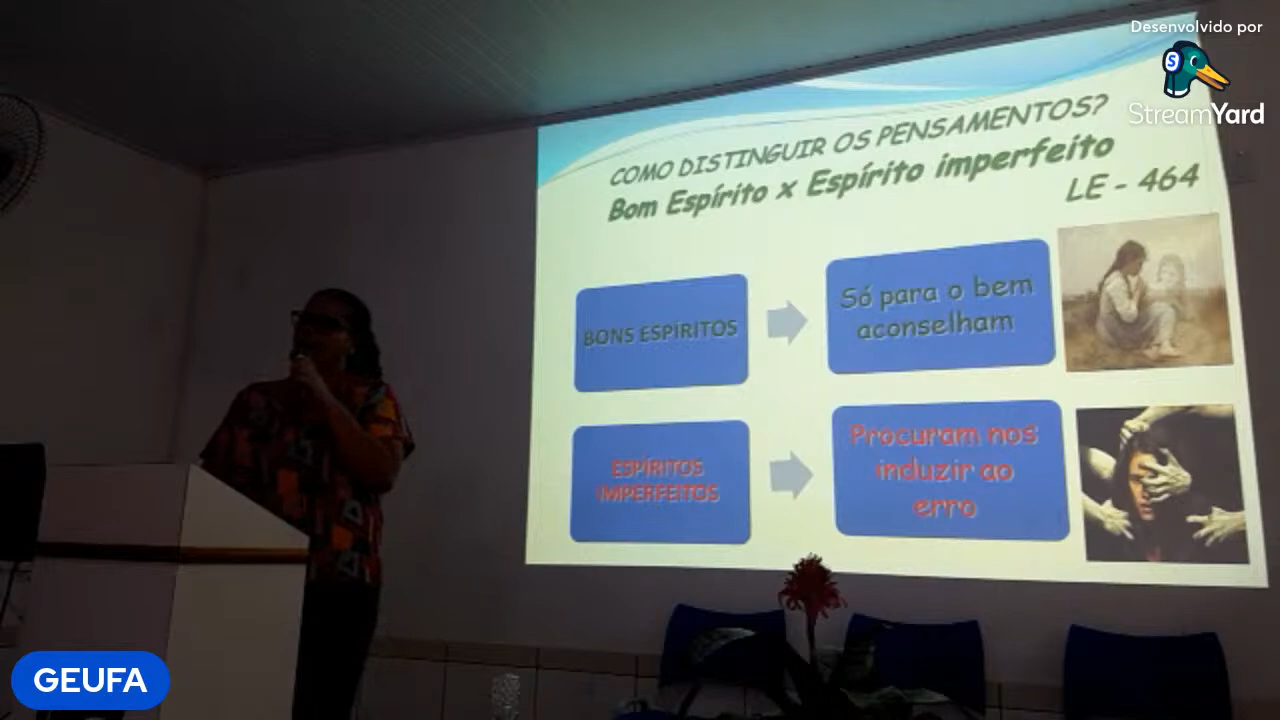 Desenvolvido por
StreamYard
COMO DISTINGUIR OS PENSAMENTOS?
Bom Espírito x Espírito imperfeito
LE - 464
BONS ESPÍRITOS
Só para o bem
aconselham
ESPÍRITOS
IMPERFEITOS
Procuram nos
induzir ao
erro
GEUFA